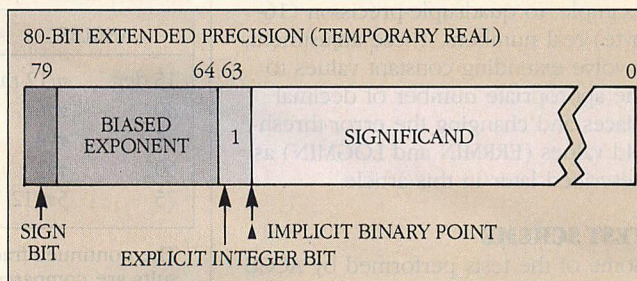 80-BIT EXTENDED PRECISION (TEMPORARY REAL)
79 64 63 0
BIASED
EXPONENT
1
SIGNIFICAND
SIGN
BIT
EXPLICIT INTEGER BIT
IMPLICIT BINARY POINT